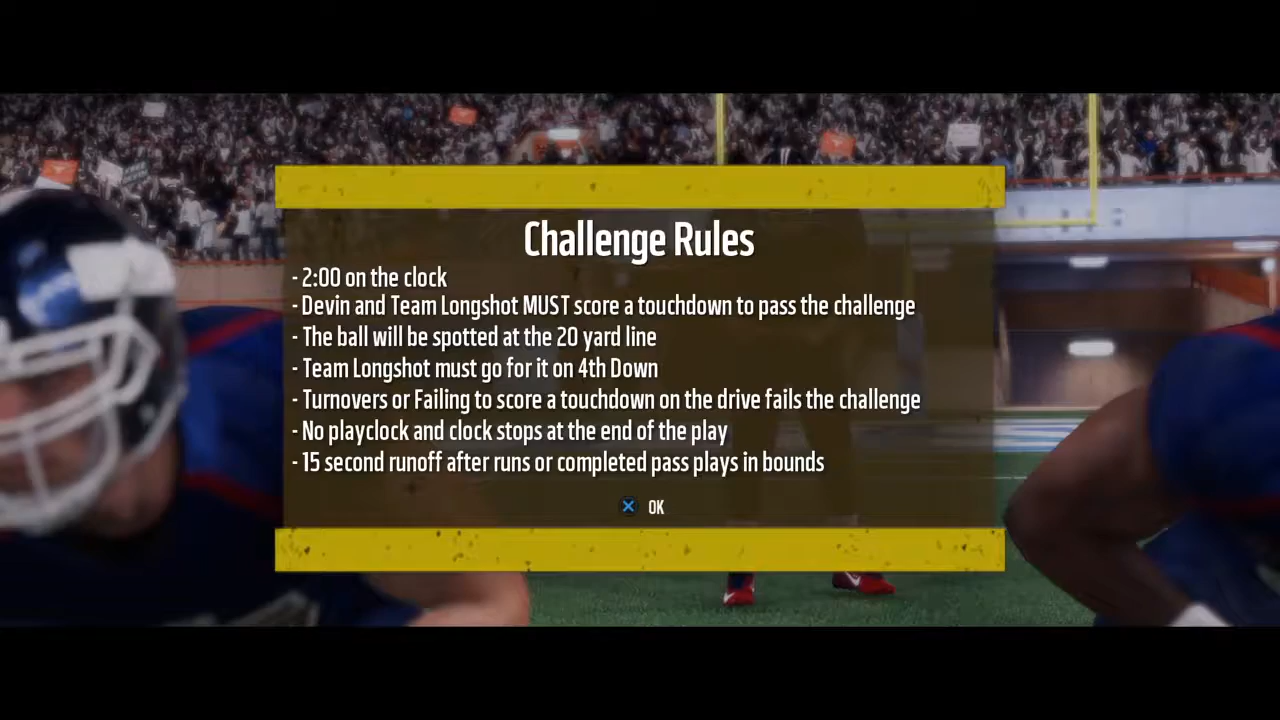 Challenge Rules
- 2:00 on the clock
- Devin and Team Longshot MUST score a touchdown to pass the challenge
- The ball will be spotted at the 20 yard line
- Team Longshot must go for it on 4th Down
- Turnovers or Failing to score a touchdown on the drive fails the challenge
- No playclock and clock stops at the end of the play
- 15 second runoff after runs or completed pass plays in bounds
OK